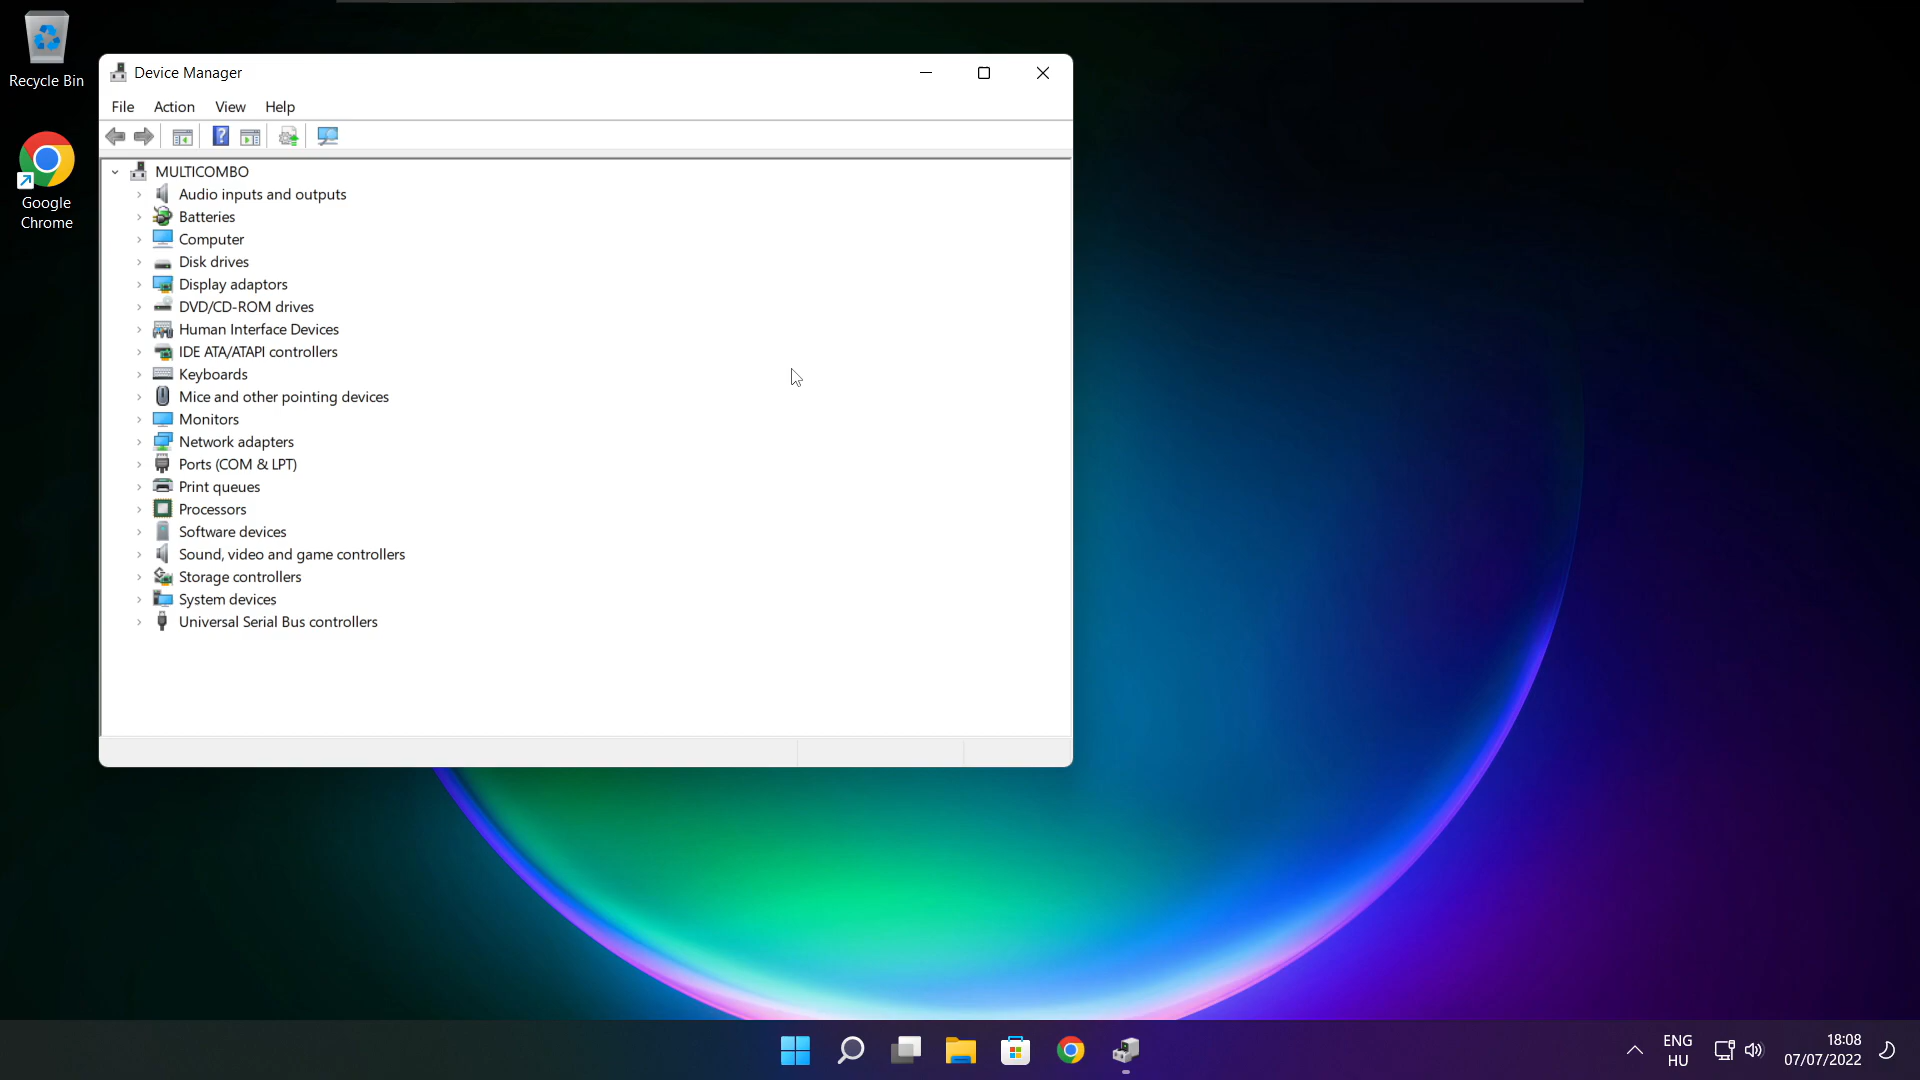 Recycle Bin
Google
Chrome
Device Manager
File Action View Help
MULTICOMBO
Audio inputs and outputs
Batteries
Computer
Disk drives
Display adaptors
DVD/CD-ROM drives
Human Interface Devices
IDE ATA/ATAPI controllers
Keyboards
Mice and other pointing devices
Monitors
Network adapters
Ports (COM & LPT)
Print queues
Processors
Software devices
Sound, video and game controllers
Storage controllers
System devices
Universal Serial Bus controllers
ENG
HU
18:08
07/07/2022